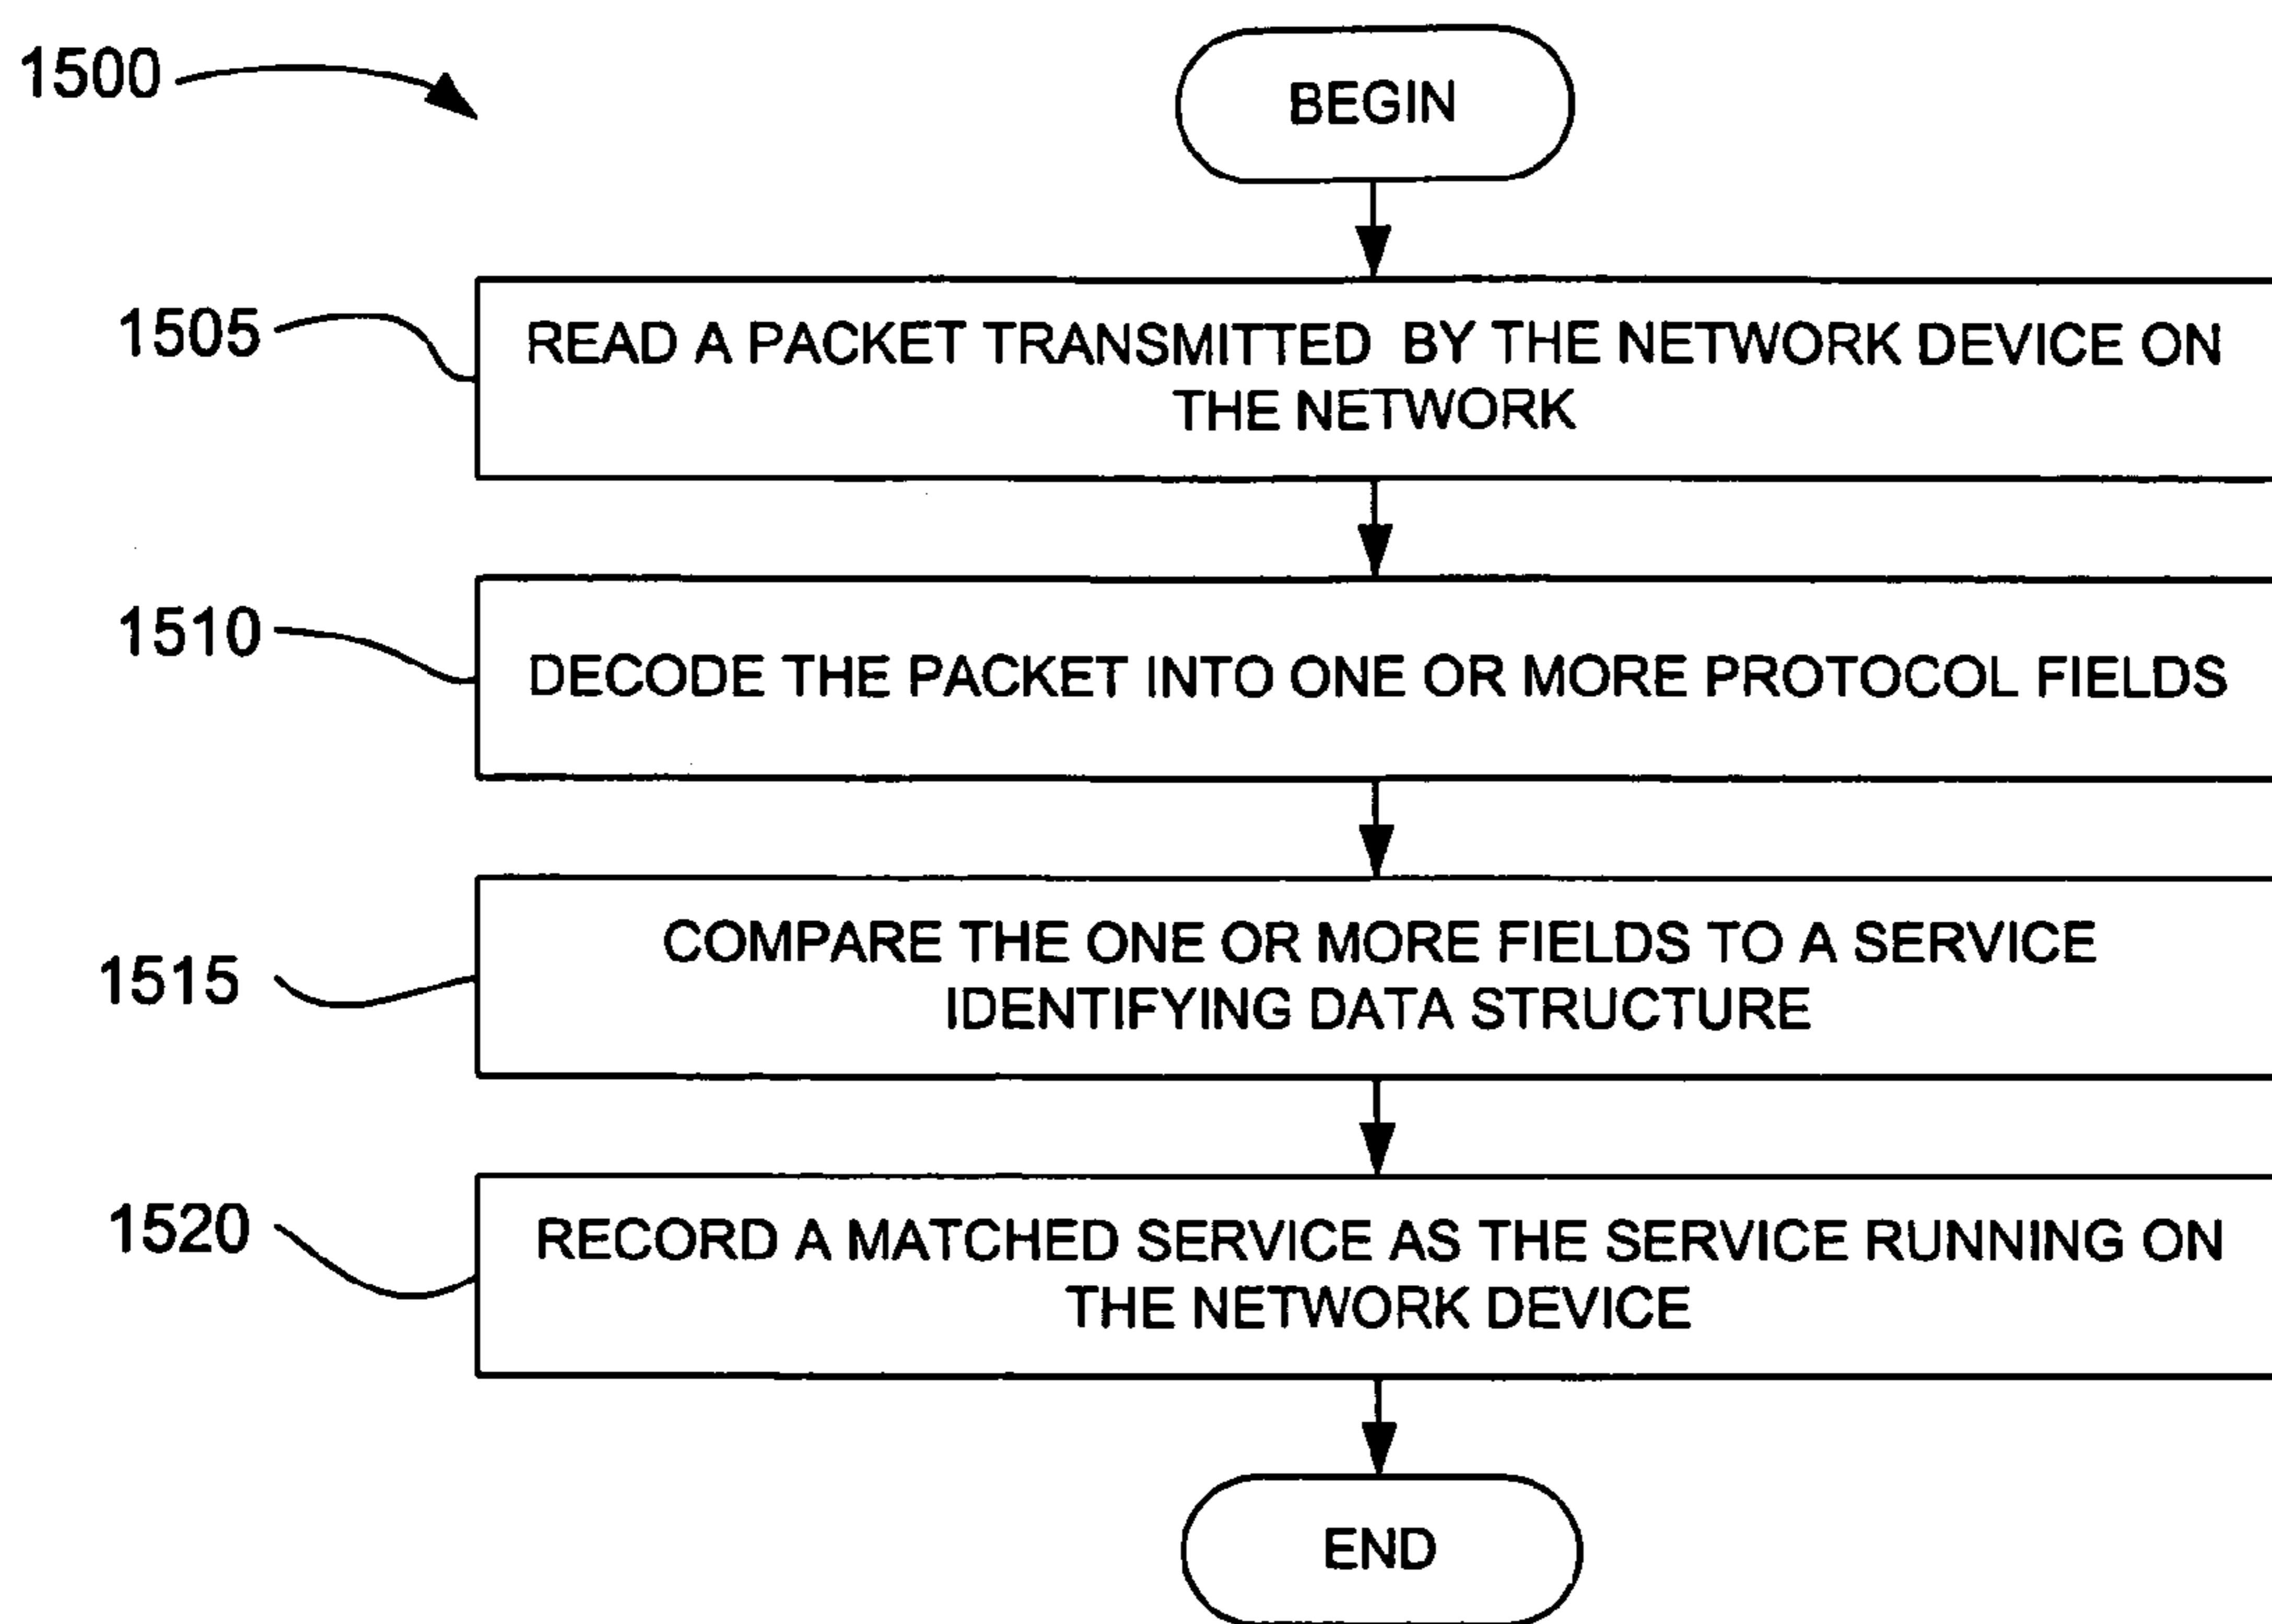 1500
BEGIN
1505
READ A PACKET TRANSMITTED BY THE NETWORK DEVICE ON
THE NETWORK
1510
DECODE THE PACKET INTO ONE OR MORE PROTOCOL FIELDS
1515
COMPARE THE ONE OR MORE FIELDS TO A SERVICE
IDENTIFYING DATA STRUCTURE
1520
RECORD A MATCHED SERVICE AS THE SERVICE RUNNING ON
THE NETWORK DEVICE
END